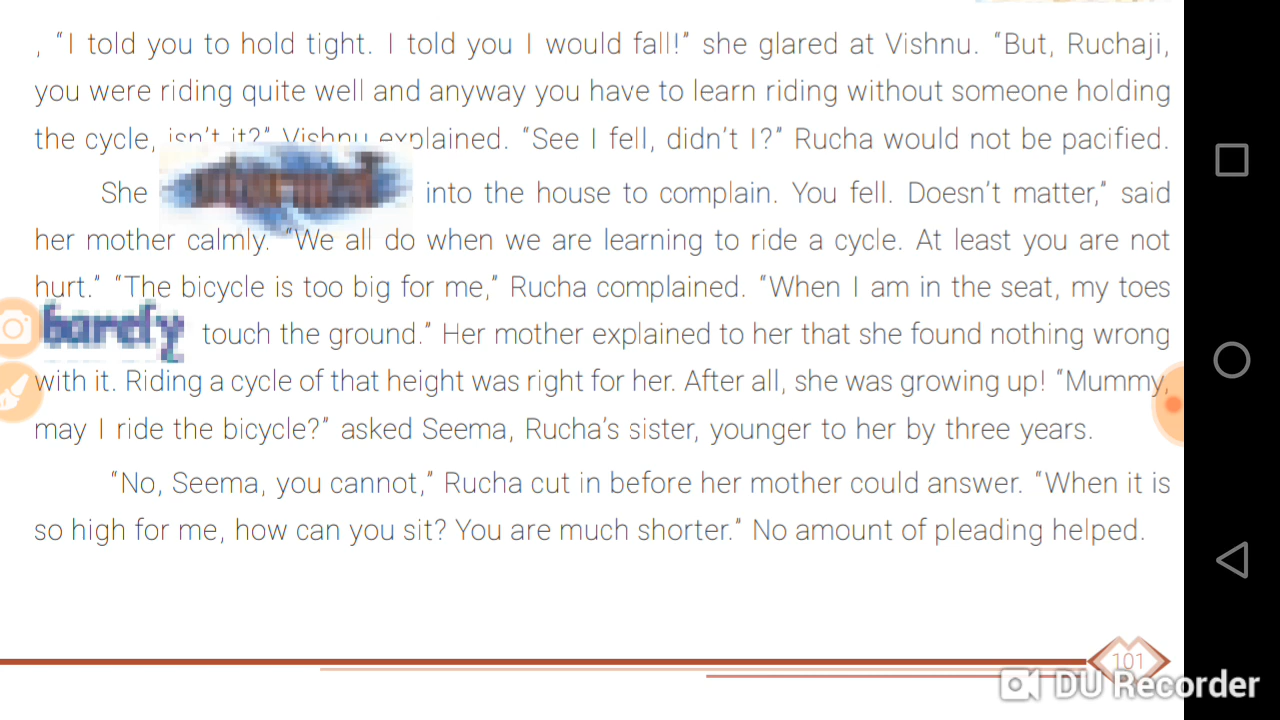 , “I told you to hold tight. I told you I would fall!” she glared at Vishnu. “But, Ruchaji,
you were riding quite well and anyway you have to learn riding without someone holding
the cycle, isn’t it?” Vishnu explained. “See I fell, didn’t I?” Rucha would not be pacified.
She into the house to complain. You fell. Doesn’t matter,” said
her mother calmly. “We all do when we are learning to ride a cycle. At least you are not
hurt.” “The bicycle is too big for me,” Rucha complained. “When I am in the seat, my toes
barely touch the ground.” Her mother explained to her that she found nothing wrong
with it. Riding a cycle of that height was right for her. After all, she was growing up! “Mummy,
may I ride the bicycle?” asked Seema, Rucha’s sister, younger to her by three years.
“No, Seema, you cannot,” Rucha cut in before her mother could answer. “When it is
so high for me, how can you sit? You are much shorter.” No amount of pleading helped.
101
DU Recorder